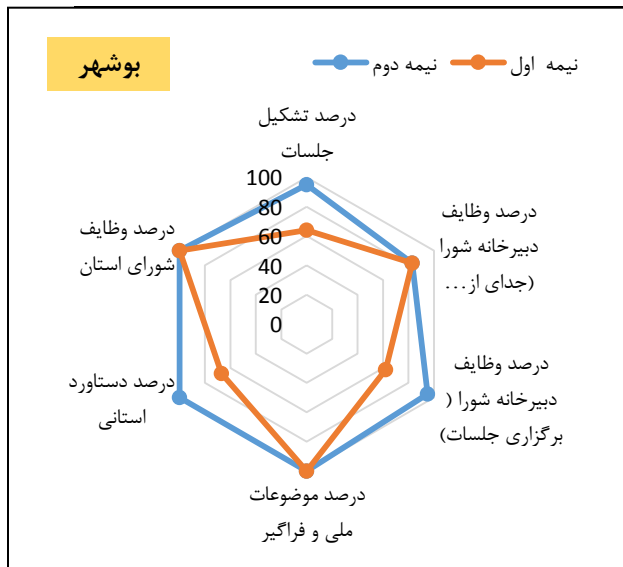 بوشهر
نیمه اول
نیمه دوم
درصد تشکیل
جلسات
100
80
60
40
20
0
درصد وظایف
دبیرخانه شورا
(جدای از...
درصد وظایف
دبیرخانه شورا (
برگزاری جلسات)
درصد موضوعات
ملی و فراگیر
درصد دستاورد
استانی
درصد وظایف
شورای استان